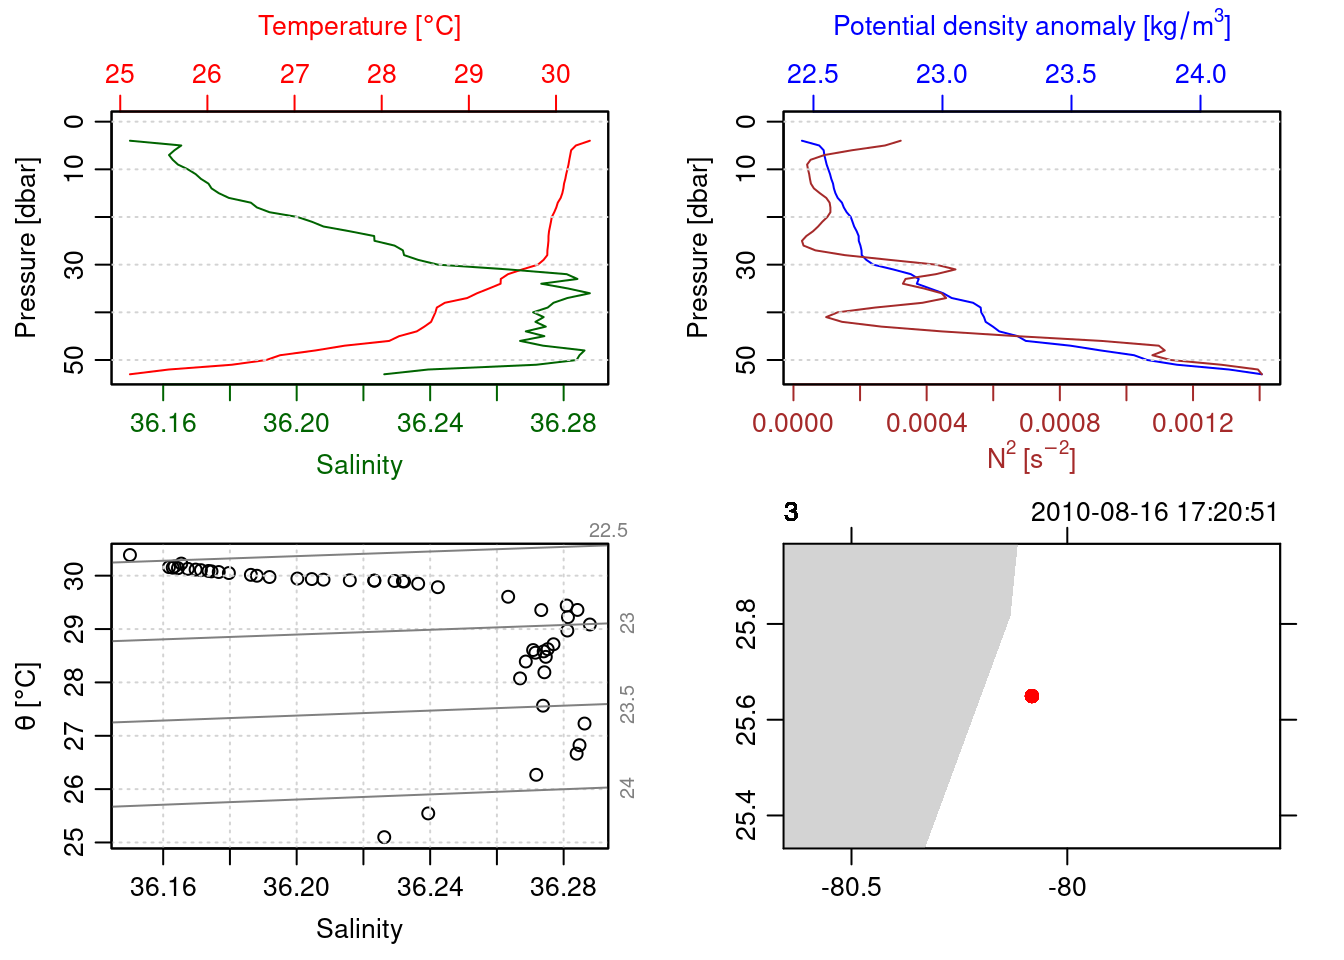 Temperature [°C]
25 26 27 28 29 30
Pressure [dbar]
0
10
30
50
36.16 36.20 36.24 36.28
Salinity
Potential density anomaly [kg/m³]
22.5 23.0 23.5 24.0
Pressure [dbar]
0
10
30
50
0.0000 0.0004 0.0008 0.0012
N² [s⁻²]
22.5
23
23.5
24
θ [°C]
30
29
28
27
26
25
36.16 36.20 36.24 36.28
Salinity
3 2010-08-16 17:20:51
25.8
25.6
25.4
-80.5 -80